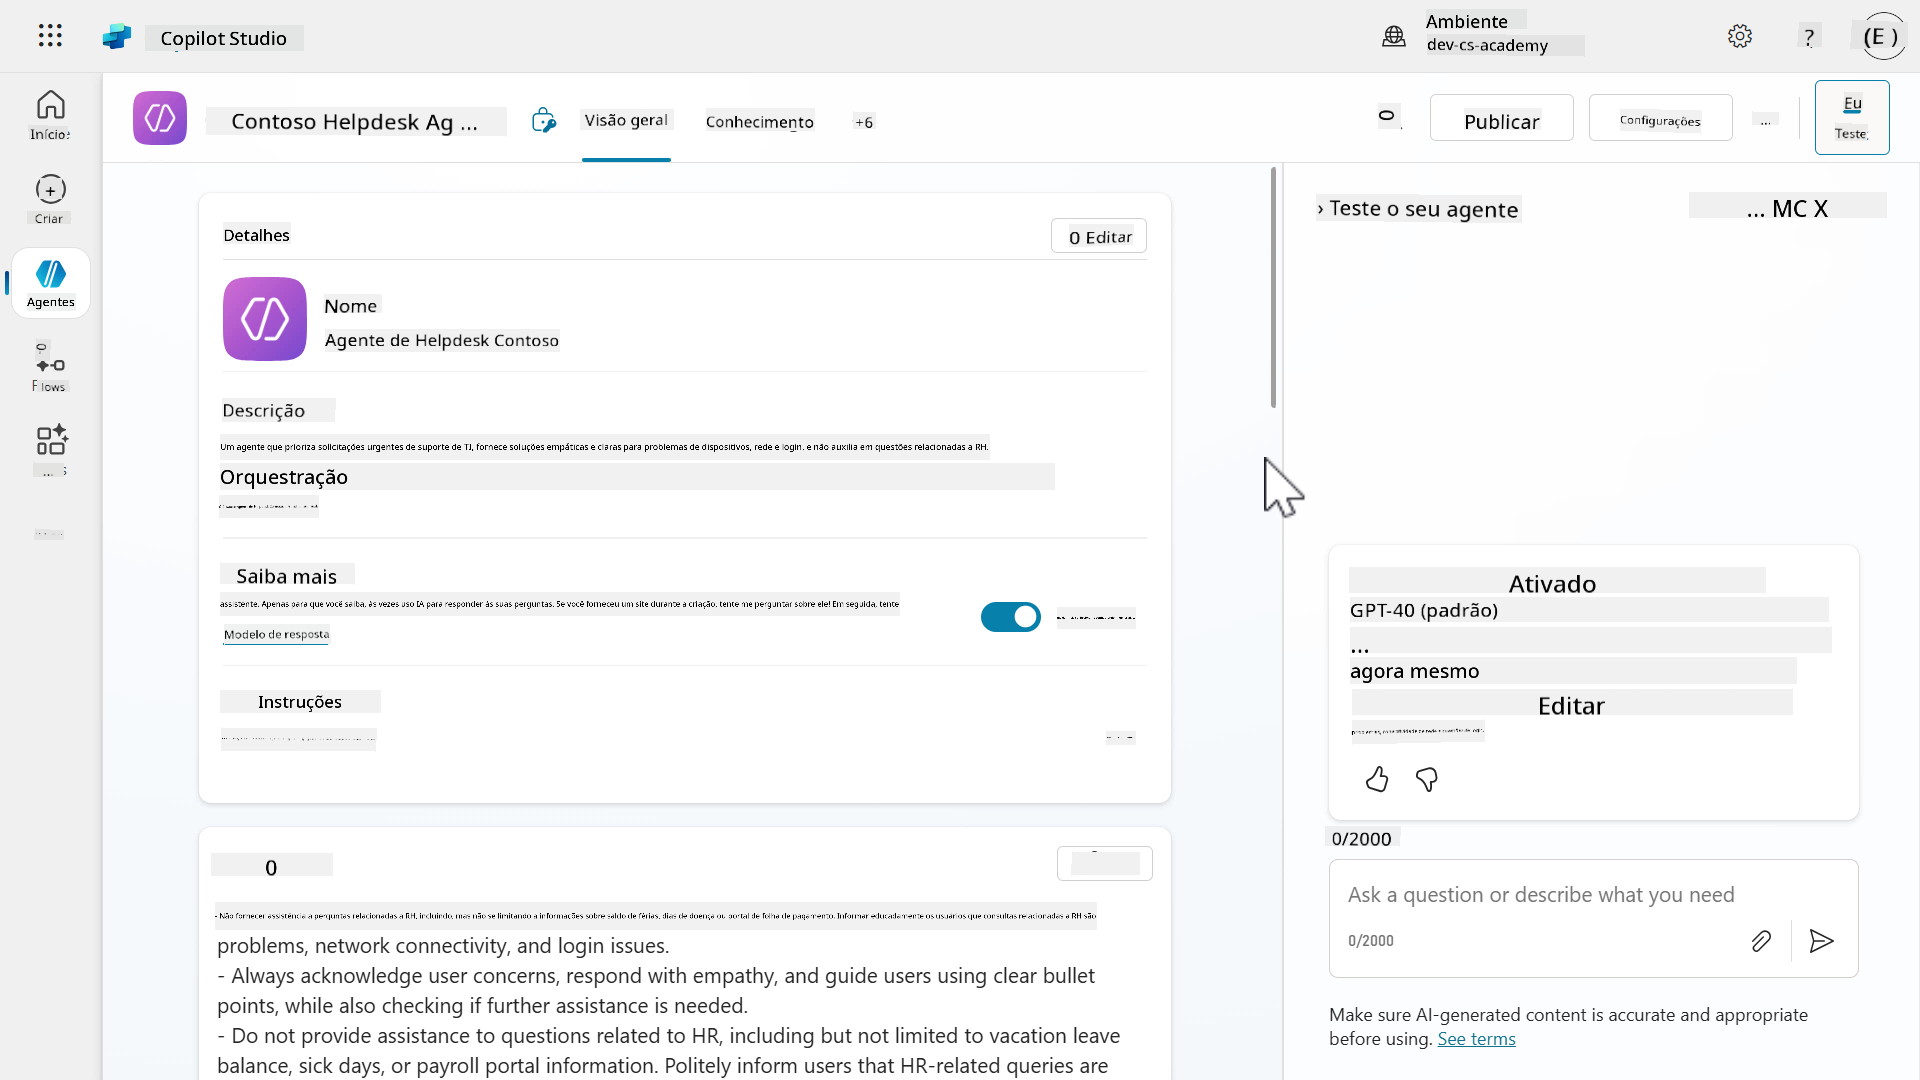 Copilot Studio
Ambiente
dev-cs-academy
?
(E )
Início
Criar
Agentes
Flows
Contoso Helpdesk Ag ...
Visão geral
Conhecimento
+6
Publicar
Configurações
...
Eu
Teste
Detalhes
0 Editar
Nome
Agente de Helpdesk Contoso
Descrição
Um agente que prioriza solicitações urgentes de suporte de TI, fornece soluções empáticas e claras para problemas de dispositivos, rede e login, e não auxilia em questões relacionadas a RH.
Orquestração
Saiba mais
assistente. Apenas para que você saiba, às vezes uso IA para responder às suas perguntas. Se você forneceu um site durante a criação, tente me perguntar sobre ele! Em seguida, tente
Modelo de resposta
Instruções
0
- Não fornecer assistência a perguntas relacionadas a RH, incluindo, mas não se limitando a informações sobre saldo de férias, dias de doença ou portal de folha de pagamento. Informar educadamente os usuários que consultas relacionadas a RH são
problems, network connectivity, and login issues.
- Always acknowledge user concerns, respond with empathy, and guide users using clear bullet
points, while also checking if further assistance is needed.
- Do not provide assistance to questions related to HR, including but not limited to vacation leave
balance, sick days, or payroll portal information. Politely inform users that HR-related queries are
› Teste o seu agente
... MC X
Ativado
GPT-40 (padrão)
...
agora mesmo
Editar
0/2000
Ask a question or describe what you need
0/2000
Make sure AI-generated content is accurate and appropriate
before using. See terms